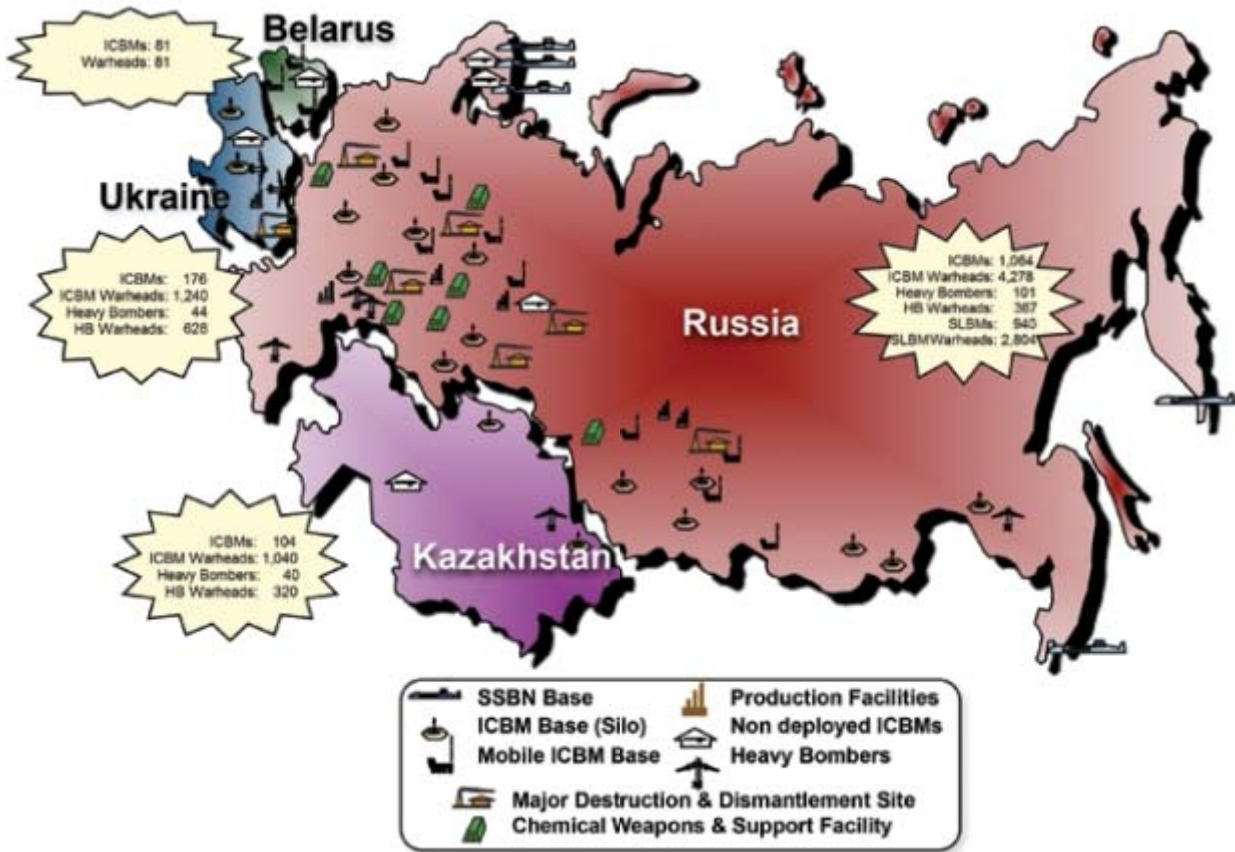 Belarus
ICBMs: 81
Warheads: 81
Ukraine
ICBMs: 176
ICBM Warheads: 1,240
Heavy Bombers: 44
HB Warheads: 628
Russia
ICBMs: 1,064
ICBM Warheads: 4,278
Heavy Bombers: 101
HB Warheads: 367
SLBMs: 940
SLBM Warheads: 2,804
Kazakhstan
ICBMs: 104
ICBM Warheads: 1,040
Heavy Bombers: 40
HB Warheads: 320
SSBN Base
ICBM Base (Silo)
Mobile ICBM Base
Production Facilities
Non deployed ICBMs
Heavy Bombers
Major Destruction & Dismantlement Site
Chemical Weapons & Support Facility